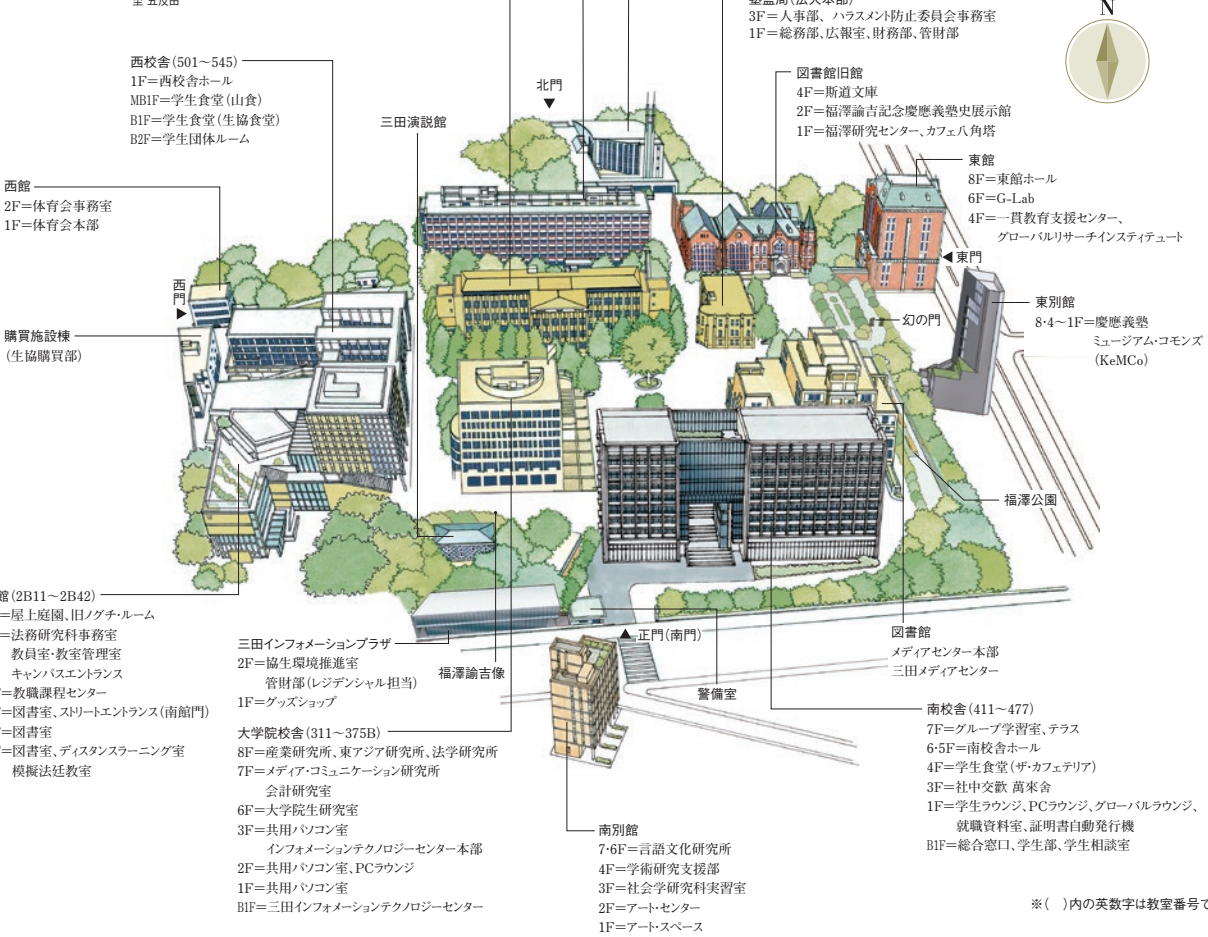 3F=人事部、ハラスメント防止委員会事務室
1F=総務部、広報室、財務部、管財部
N
西校舎(501〜545)
1F=西校舎ホール
MB1F=学生食堂(山食)
B1F=学生食堂(生協食堂)
B2F=学生団体ルーム
北門
三田演説館
図書館旧館
4F=斯道文庫
2F=福澤諭吉記念慶應義塾史展示館
1F=福澤研究センター、カフェ八角塔
東館
8F=東館ホール
6F=G-Lab
4F=一貫教育支援センター、
グローバルリサーチインスティテュート
東門
西館
2F=体育会事務室
1F=体育会本部
西門
購買施設棟
(生協購買部)
幻の門
東別館
8・4〜1F=慶應義塾
ミュージアム・コモンズ
(KeMCo)
福澤公園
館(2B11〜2B42)
=屋上庭園、旧ノグチ・ルーム
=法務研究科事務室
教員室・教室管理室
キャンパスエントランス
=教職課程センター
=図書室、ストリートエントランス(南館門)
=図書室
=図書室、ディスタンスラーニング室
模擬法廷教室
三田インフォメーションプラザ
2F=協生環境推進室
管財部(レジデンシャル担当)
1F=グッズショップ
福澤諭吉像
正門(南門)
警備室
図書館
メディアセンター本部
三田メディアセンター
大学院校舎(311〜375B)
8F=産業研究所、東アジア研究所、法学研究所
7F=メディア・コミュニケーション研究所
会計研究室
6F=大学院生研究室
3F=共用パソコン室
インフォメーションテクノロジーセンター本部
2F=共用パソコン室、PCラウンジ
1F=共用パソコン室
B1F=三田インフォメーションテクノロジーセンター
南別館
7・6F=言語文化研究所
4F=学術研究支援部
3F=社会学研究科実習室
2F=アート・センター
1F=アート・スペース
南校舎(411〜477)
7F=グループ学習室、テラス
6・5F=南校舎ホール
4F=学生食堂(ザ・カフェテリア)
3F=社中交歓 萬來舎
1F=学生ラウンジ、PCラウンジ、グローバルラウンジ、
就職資料室、証明書自動発行機
B1F=総合窓口、学生部、学生相談室
※( )内の英数字は教室番号で